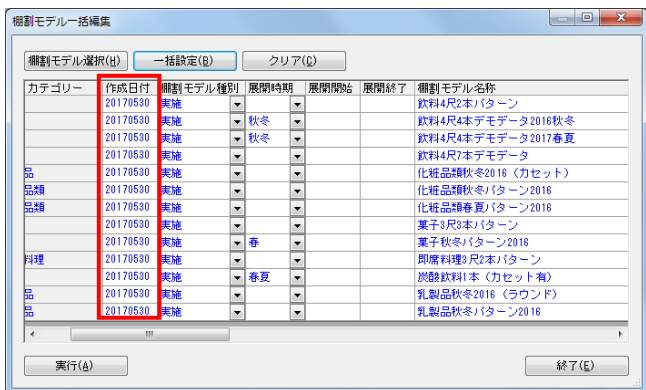 棚割モデル一括編集
棚割モデル選択(H) 一括設定(B) クリア(C)
カテゴリー 作成日付 棚割モデル種別 展開時期 展開開始 展開終了 棚割モデル名称
20170530 実施 飲料4尺2本パターン
20170530 実施 秋冬 飲料4尺4本デモデータ2016秋冬
20170530 実施 秋冬 飲料4尺4本デモデータ2017春夏
20170530 実施 飲料4尺7本デモデータ
品 20170530 実施 化粧品類秋冬2016（カセット）
品類 20170530 実施 化粧品類秋冬パターン2016
品類 20170530 実施 化粧品類春夏パターン2016
20170530 実施 菓子3尺3本パターン
20170530 実施 春 菓子秋冬パターン2016
料理 20170530 実施 即席料理3尺2本パターン
20170530 実施 春夏 炭酸飲料1本（カセット有）
品 20170530 実施 乳製品秋冬2016（ラウンド）
品 20170530 実施 乳製品秋冬パターン2016
実行(A) 終了(E)